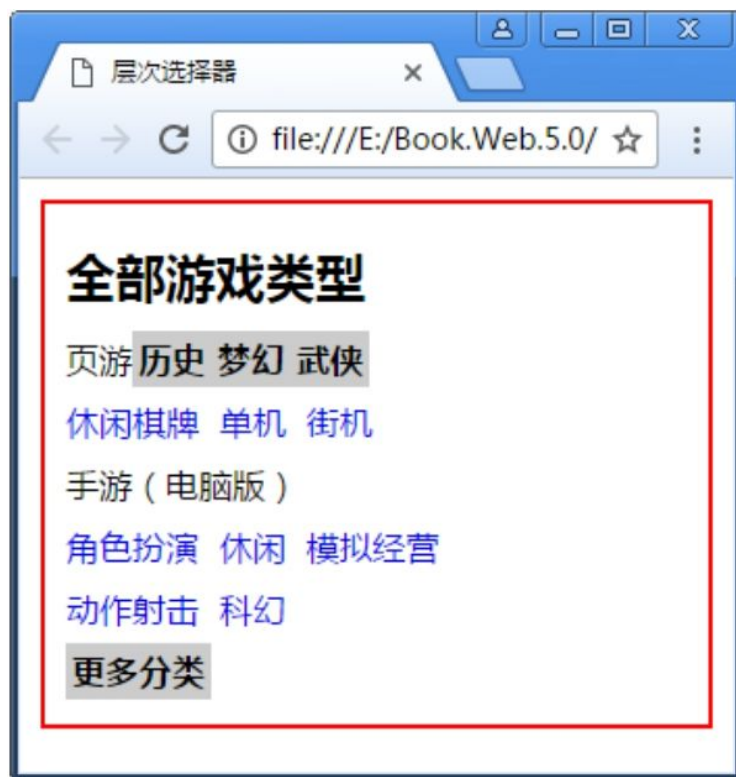 层次选择器
file:///E:/Book.Web.5.0/
全部游戏类型
页游 历史 梦幻 武侠
休闲棋牌 单机 街机
手游（电脑版）
角色扮演 休闲 模拟经营
动作射击 科幻
更多分类